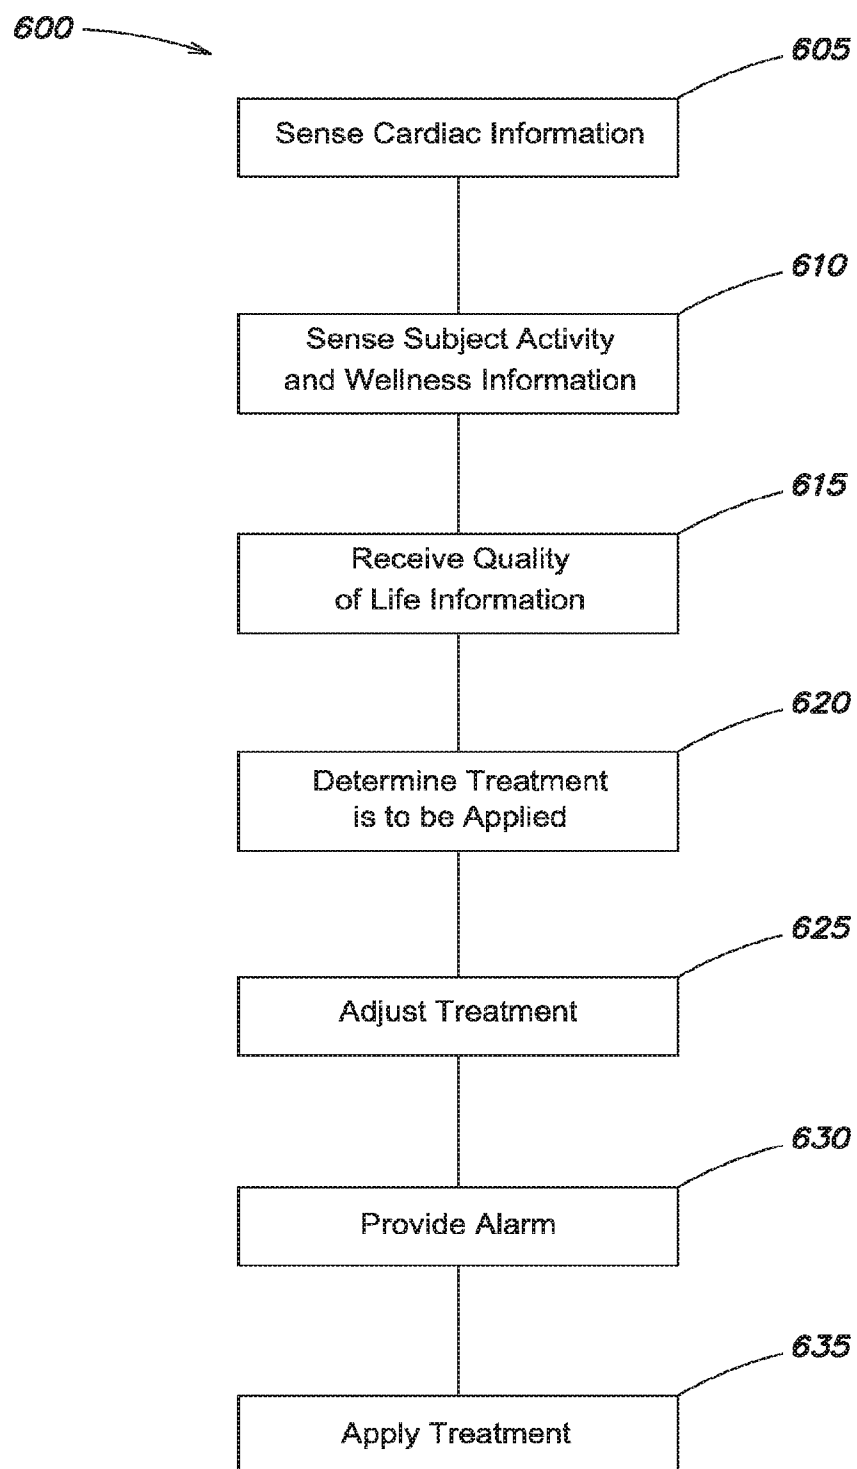 600
605
Sense Cardiac Information
610
Sense Subject Activity
and Wellness Information
615
Receive Quality
of Life Information
620
Determine Treatment
is to be Applied
625
Adjust Treatment
630
Provide Alarm
635
Apply Treatment